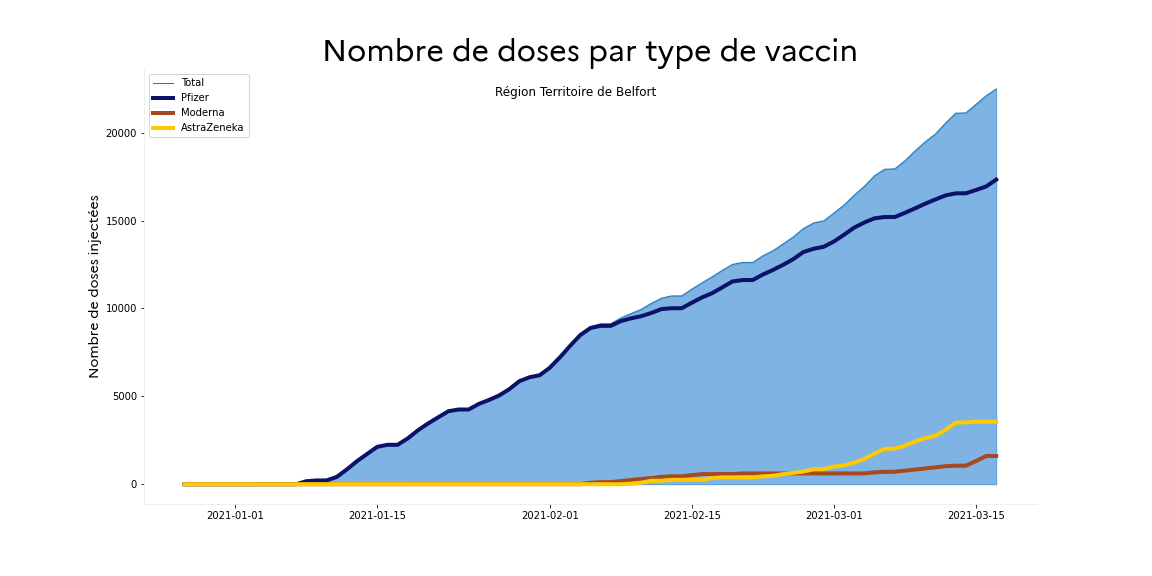 Nombre de doses par type de vaccin
Région Territoire de Belfort
Total
Pfizer
Moderna
AstraZeneka
Nombre de doses injectées
20000
15000
10000
5000
0
2021-01-01
2021-01-15
2021-02-01
2021-02-15
2021-03-01
2021-03-15